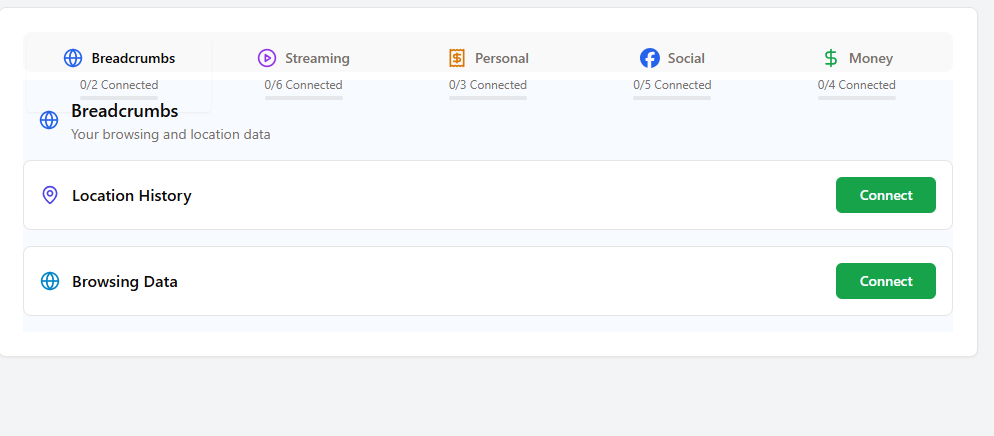 Breadcrumbs
Streaming
Personal
Social
Money
0/2 Connected
0/6 Connected
0/3 Connected
0/5 Connected
0/4 Connected
Breadcrumbs
Your browsing and location data
Location History
Connect
Browsing Data
Connect